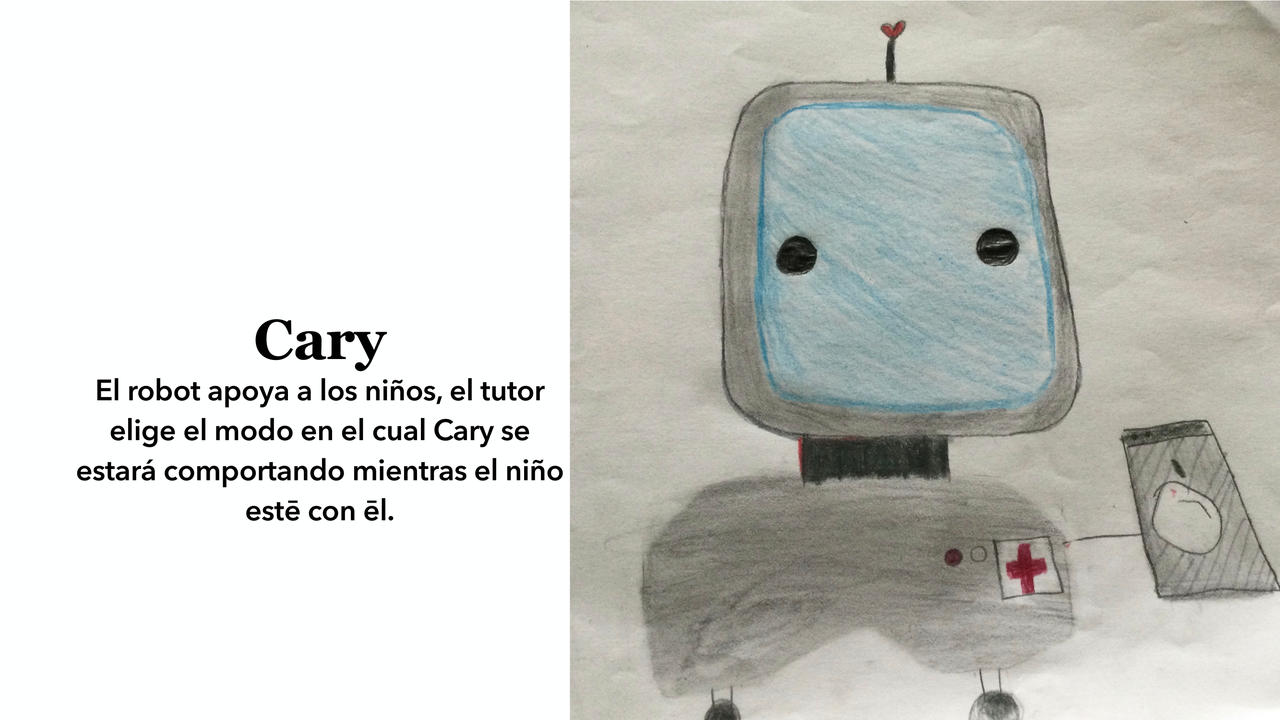 Cary
El robot apoya a los niños, el tutor
elige el modo en el cual Cary se
estará comportando mientras el niño
estē con ēl.